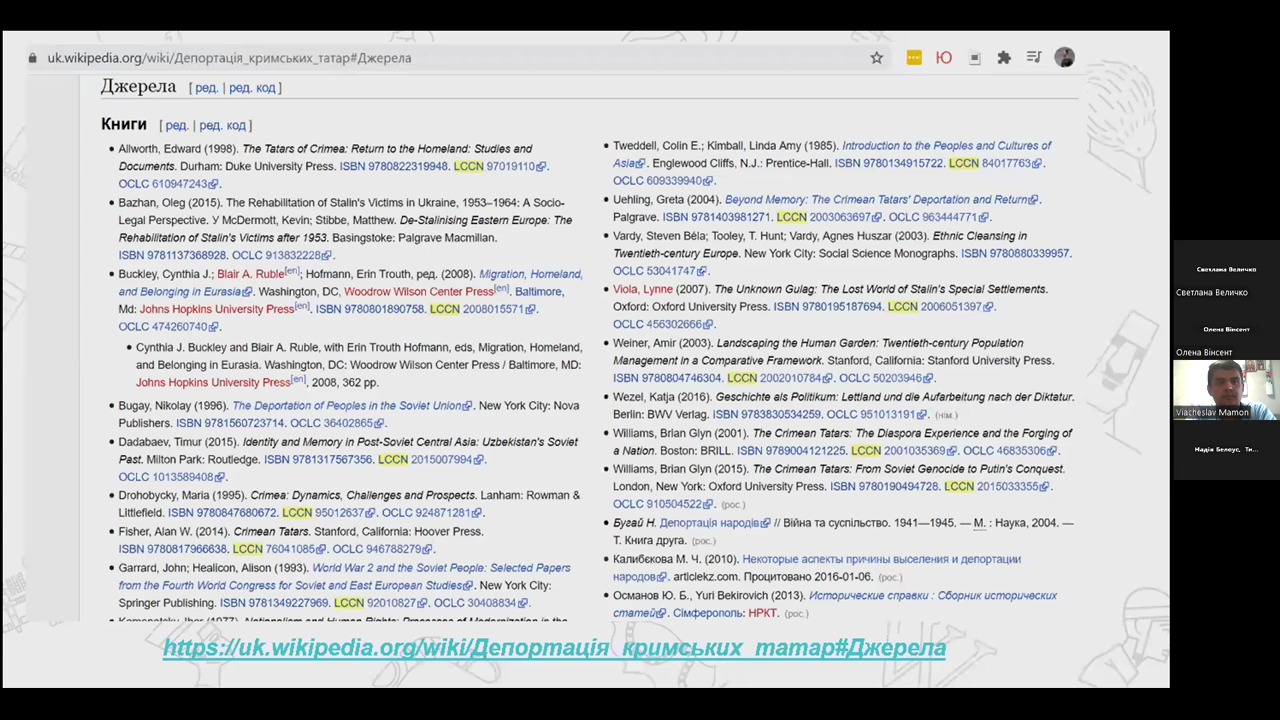 uk.wikipedia.org/wiki/Депортація_кримських_татар#Джерела
Джерела [ ред. | ред. код ]
Книги [ ред. | ред. код ]
Allworth, Edward (1998). The Tatars of Crimea: Return to the Homeland: Studies and
Documents. Durham: Duke University Press. ISBN 9780822319948. LCCN 97019110.
OCLC 610947243.
Bazhan, Oleg (2015). The Rehabilitation of Stalin's Victims in Ukraine, 1953–1964: A Socio-
Legal Perspective. У McDermott, Kevin; Stibbe, Matthew. De-Stalinising Eastern Europe: The
Rehabilitation of Stalin's Victims after 1953. Basingstoke: Palgrave Macmillan.
ISBN 9781137368928. OCLC 913832228.
Buckley, Cynthia J.; Blair A. Ruble[en]; Hofmann, Erin Trouth, ред. (2008). Migration, Homeland,
and Belonging in Eurasia. Washington, DC, Woodrow Wilson Center Press[en]. Baltimore,
Md: Johns Hopkins University Press[en]. ISBN 9780801890758. LCCN 2008015571.
OCLC 474260740.
Cynthia J. Buckley and Blair A. Ruble, with Erin Trouth Hofmann, eds, Migration, Homeland,
and Belonging in Eurasia. Washington, DC: Woodrow Wilson Center Press / Baltimore, MD:
Johns Hopkins University Press[en], 2008, 362 pp.
Bugay, Nikolay (1996). The Deportation of Peoples in the Soviet Union. New York City: Nova
Publishers. ISBN 9781560723714. OCLC 36402865.
Dadabaev, Timur (2015). Identity and Memory in Post-Soviet Central Asia: Uzbekistan's Soviet
Past. Milton Park: Routledge. ISBN 9781317567356. LCCN 2015007994.
OCLC 1013589408.
Drohobycky, Maria (1995). Crimea: Dynamics, Challenges and Prospects. Lanham: Rowman &
Littlefield. ISBN 9780847680672. LCCN 95012637. OCLC 924871281.
Fisher, Alan W. (2014). Crimean Tatars. Stanford, California: Hoover Press.
ISBN 9780817966638. LCCN 76041085. OCLC 946788279.
Garrard, John; Healicon, Alison (1993). World War 2 and the Soviet People: Selected Papers
from the Fourth World Congress for Soviet and East European Studies. New York City:
Springer Publishing. ISBN 9781349227969. LCCN 92010827. OCLC 30408834.
Tweddell, Colin E.; Kimball, Linda Amy (1985). Introduction to the Peoples and Cultures of
Asia. Englewood Cliffs, N.J.: Prentice-Hall. ISBN 9780134915722. LCCN 84017763.
OCLC 609339940.
Uehling, Greta (2004). Beyond Memory: The Crimean Tatars' Deportation and Return.
Palgrave. ISBN 9781403981271. LCCN 2003063697. OCLC 963444771.
Vardy, Steven Béla; Tooley, T. Hunt; Vardy, Agnes Huszar (2003). Ethnic Cleansing in
Twentieth-century Europe. New York City: Social Science Monographs. ISBN 9780880339957.
OCLC 53041747.
Viola, Lynne (2007). The Unknown Gulag: The Lost World of Stalin's Special Settlements.
Oxford: Oxford University Press. ISBN 9780195187694. LCCN 2006051397.
OCLC 456302666.
Weiner, Amir (2003). Landscaping the Human Garden: Twentieth-century Population
Management in a Comparative Framework. Stanford, California: Stanford University Press.
ISBN 9780804746304. LCCN 2002010784. OCLC 50203946.
Wezel, Katja (2016). Geschichte als Politikum: Lettland und die Aufarbeitung nach der Diktatur.
Berlin: BWV Verlag. ISBN 9783830534259. OCLC 951013191. (нім.)
Williams, Brian Glyn (2001). The Crimean Tatars: The Diaspora Experience and the Forging of
a Nation. Boston: BRILL. ISBN 9789004121225. LCCN 2001035369. OCLC 46835306.
Williams, Brian Glyn (2015). The Crimean Tatars: From Soviet Genocide to Putin's Conquest.
London, New York: Oxford University Press. ISBN 9780190494728. LCCN 2015033355.
OCLC 910504522. (рос.)
Бугай Н. Депортація народів // Війна та суспільство. 1941—1945. — М. : Наука, 2004. —
Т. Книга друга. (рос.)
Калибєкова М. Ч. (2010). Некоторые аспекты причины выселения и депортации
народов. articlekz.com. Процитовано 2016-01-06. (рос.)
Османов Ю. Б., Yuri Bekirovich (2013). Исторические справки : Сборник исторических
статей. Сімферополь: НРКТ. (рос.)
https://uk.wikipedia.org/wiki/Депортація_кримських_татар#Джерела
Светлана Величко
Светлана Величко
Олена Вінсент
Олена Вінсент
Viacheslav Mamon
Надія Белоус, Ти...